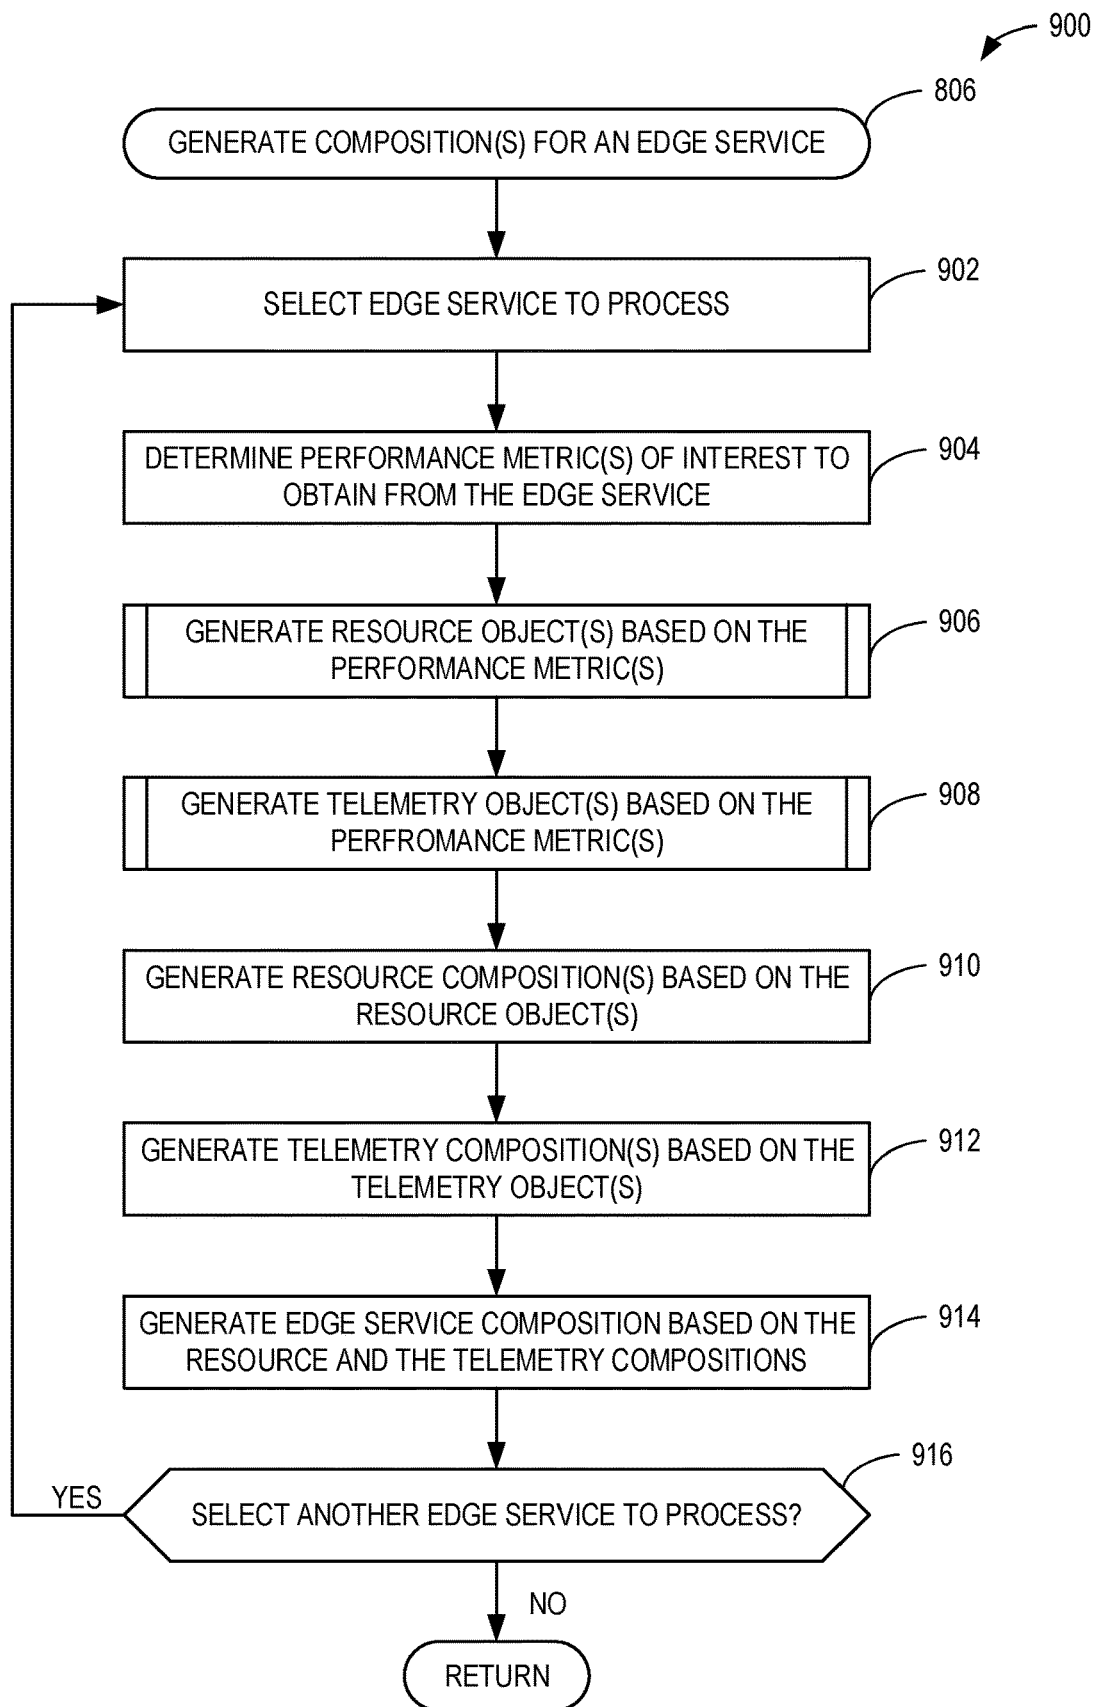 900
806
GENERATE COMPOSITION(S) FOR AN EDGE SERVICE
902
SELECT EDGE SERVICE TO PROCESS
904
DETERMINE PERFORMANCE METRIC(S) OF INTEREST TO
OBTAIN FROM THE EDGE SERVICE
906
GENERATE RESOURCE OBJECT(S) BASED ON THE
PERFORMANCE METRIC(S)
908
GENERATE TELEMETRY OBJECT(S) BASED ON THE
PERFROMANCE METRIC(S)
910
GENERATE RESOURCE COMPOSITION(S) BASED ON THE
RESOURCE OBJECT(S)
912
GENERATE TELEMETRY COMPOSITION(S) BASED ON THE
TELEMETRY OBJECT(S)
914
GENERATE EDGE SERVICE COMPOSITION BASED ON THE
RESOURCE AND THE TELEMETRY COMPOSITIONS
916
YES
SELECT ANOTHER EDGE SERVICE TO PROCESS?
NO
RETURN